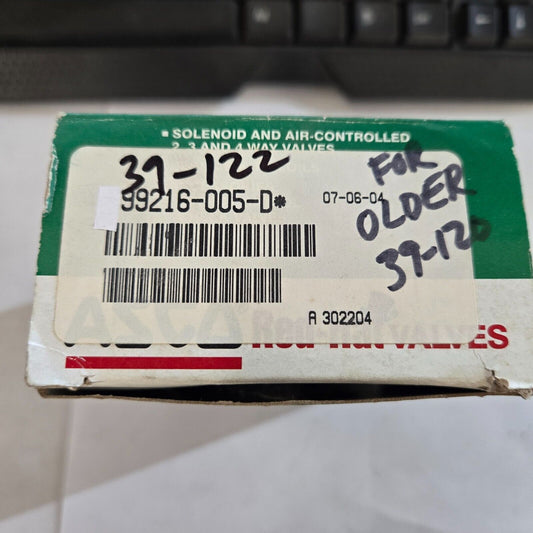 ▪ SOLENOID AND AIR-CONTROLLED
2, 3 AND 4 WAY VALVES
39-122
99216-005-D*
07-06-04
FOR
OLDER
39-120
A 302204
ASCO
Red-Hat VALVES